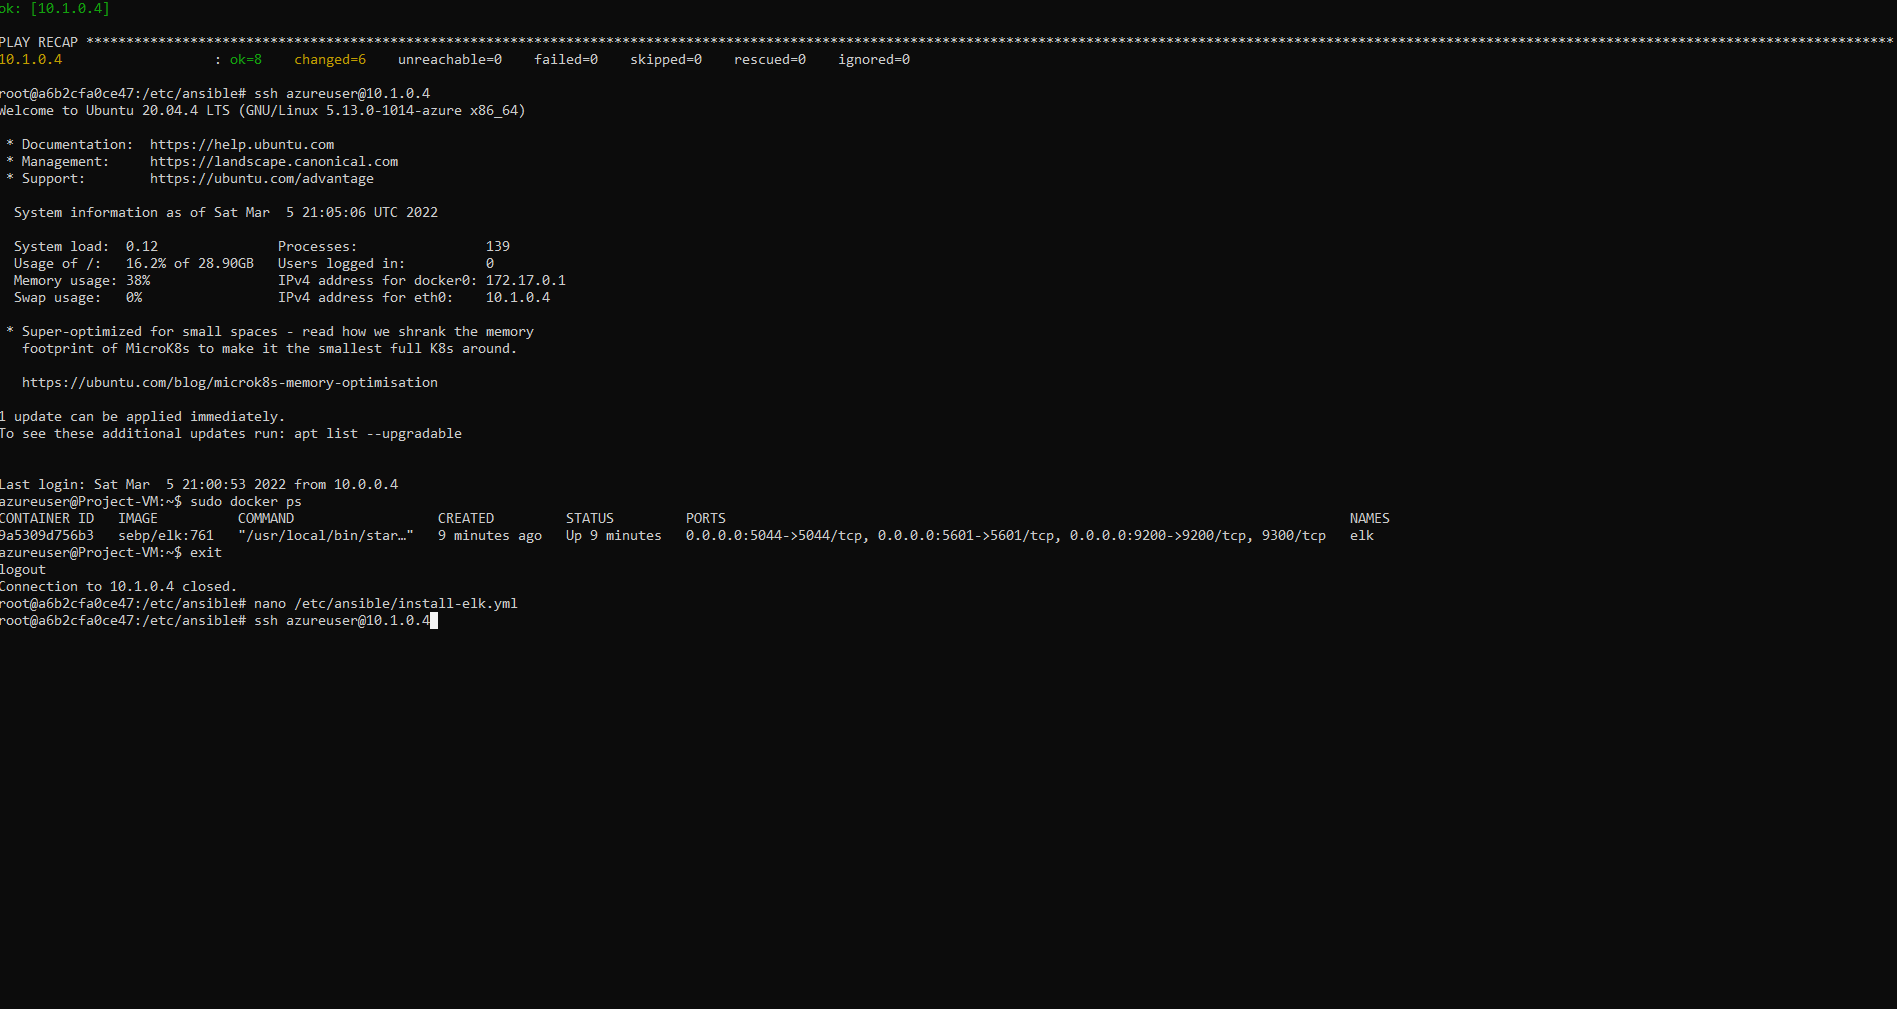 ok: [10.1.0.4]
PLAY RECAP **********************************************************************************************************************************************************************************************************************************
10.1.0.4                   : ok=8    changed=6    unreachable=0    failed=0    skipped=0    rescued=0    ignored=0
root@a6b2cfa0ce47:/etc/ansible# ssh azureuser@10.1.0.4
Welcome to Ubuntu 20.04.4 LTS (GNU/Linux 5.13.0-1014-azure x86_64)
 * Documentation:  https://help.ubuntu.com
 * Management:     https://landscape.canonical.com
 * Support:        https://ubuntu.com/advantage
  System information as of Sat Mar  5 21:05:06 UTC 2022
  System load:  0.12               Processes:                139
  Usage of /:   16.2% of 28.90GB   Users logged in:          0
  Memory usage: 38%                IPv4 address for docker0: 172.17.0.1
  Swap usage:   0%                 IPv4 address for eth0:    10.1.0.4
 * Super-optimized for small spaces - read how we shrank the memory
   footprint of MicroK8s to make it the smallest full K8s around.
   https://ubuntu.com/blog/microk8s-memory-optimisation
1 update can be applied immediately.
To see these additional updates run: apt list --upgradable
Last login: Sat Mar  5 21:00:53 2022 from 10.0.0.4
azureuser@Project-VM:~$ sudo docker ps
CONTAINER ID   IMAGE          COMMAND                  CREATED         STATUS         PORTS                                                                              NAMES
9a5309d756b3   sebp/elk:761   "/usr/local/bin/star…"   9 minutes ago   Up 9 minutes   0.0.0.0:5044->5044/tcp, 0.0.0.0:5601->5601/tcp, 0.0.0.0:9200->9200/tcp, 9300/tcp   elk
azureuser@Project-VM:~$ exit
logout
Connection to 10.1.0.4 closed.
root@a6b2cfa0ce47:/etc/ansible# nano /etc/ansible/install-elk.yml
root@a6b2cfa0ce47:/etc/ansible# ssh azureuser@10.1.0.4